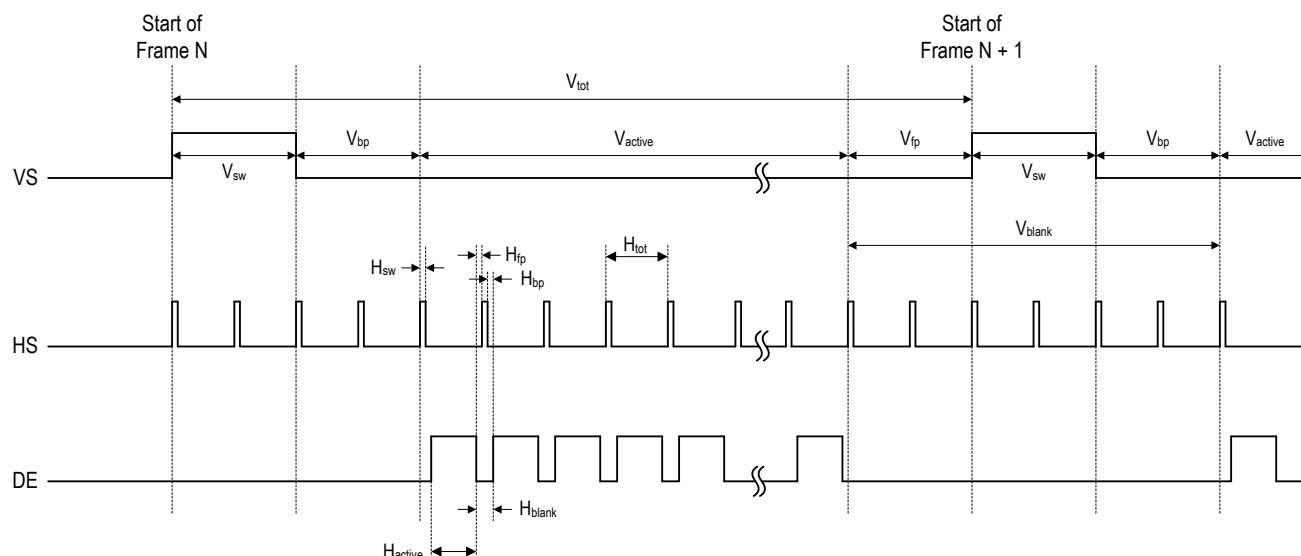 Start of
Frame N
Start of
Frame N + 1
Vtot
Vbp
Vactive
Vfp
Vbp
Vactive
VS
Vsw
Vsw
Vblank
Hsw
Hfp
Hbp
Htot
HS
DE
Hblank
Hactive